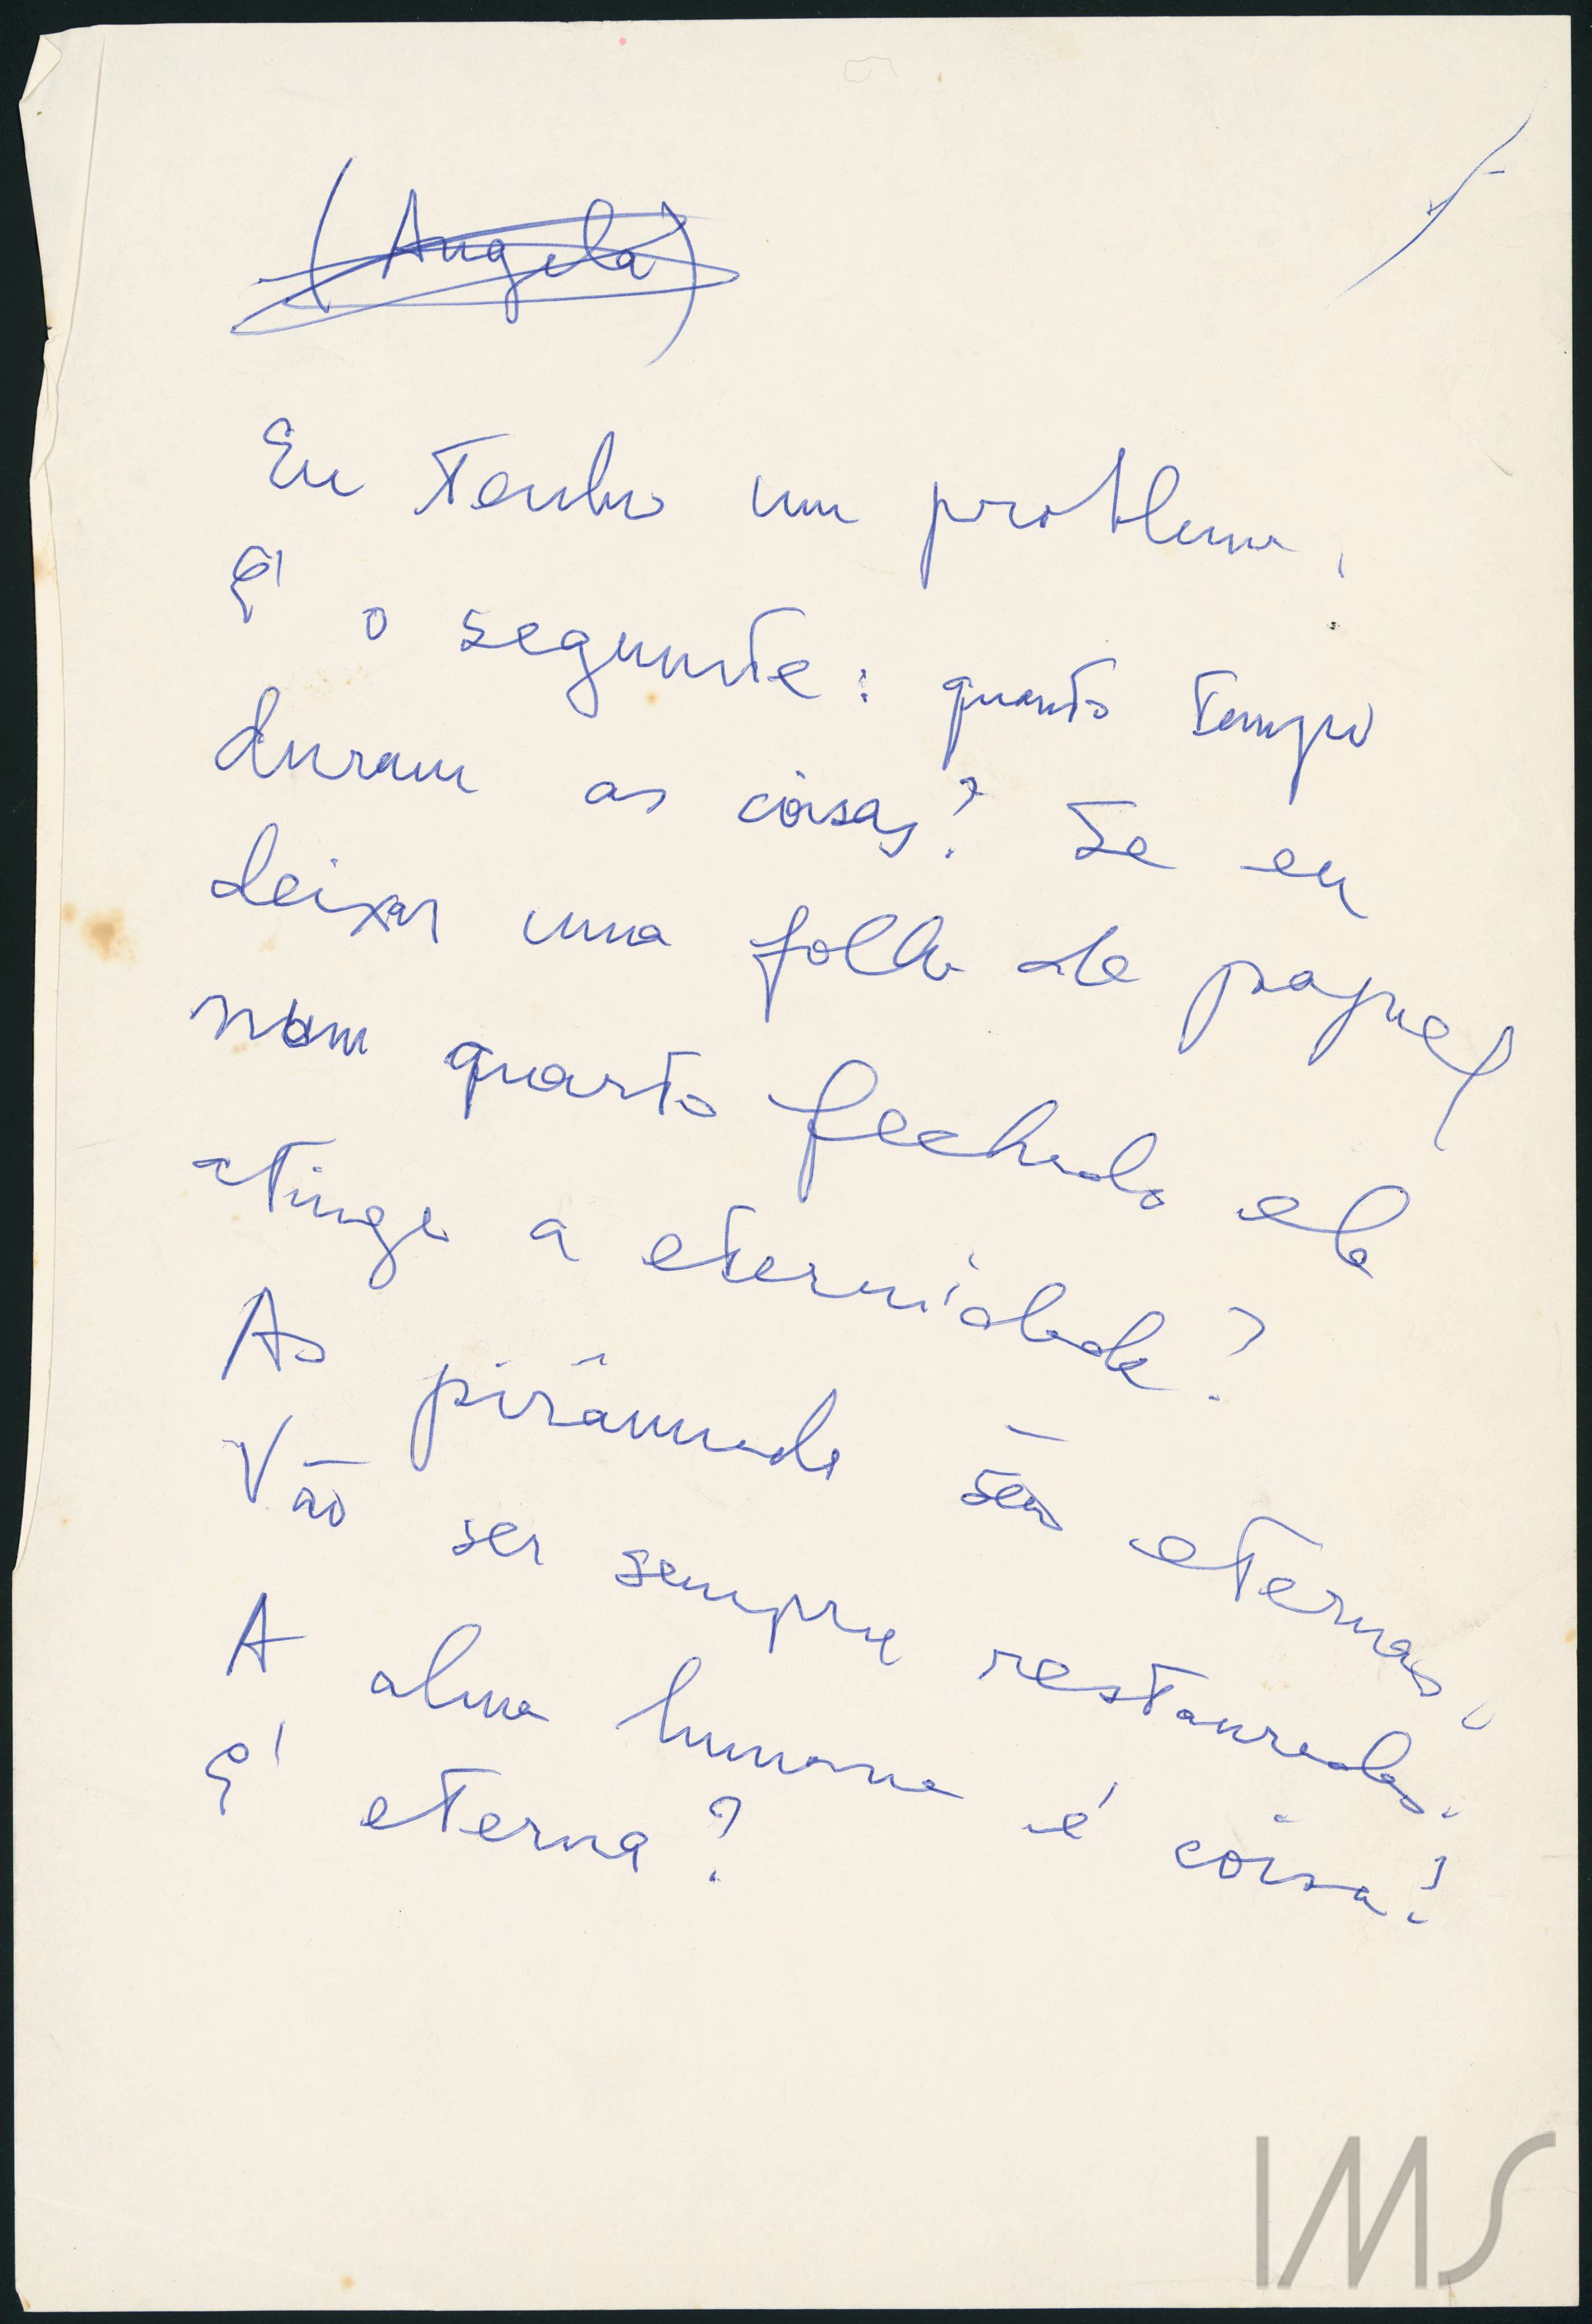 (Angela)
Eu tenho um problema.
É o seguinte: quanto tempo
duram as coisas? Se eu
deixar uma folha de papel
num quarto fechado ela
atinge a eternidade?
As pirâmides são eternas.
Vão ser sempre restauradas.
A alma humana é coisa?
É eterna?
IMS